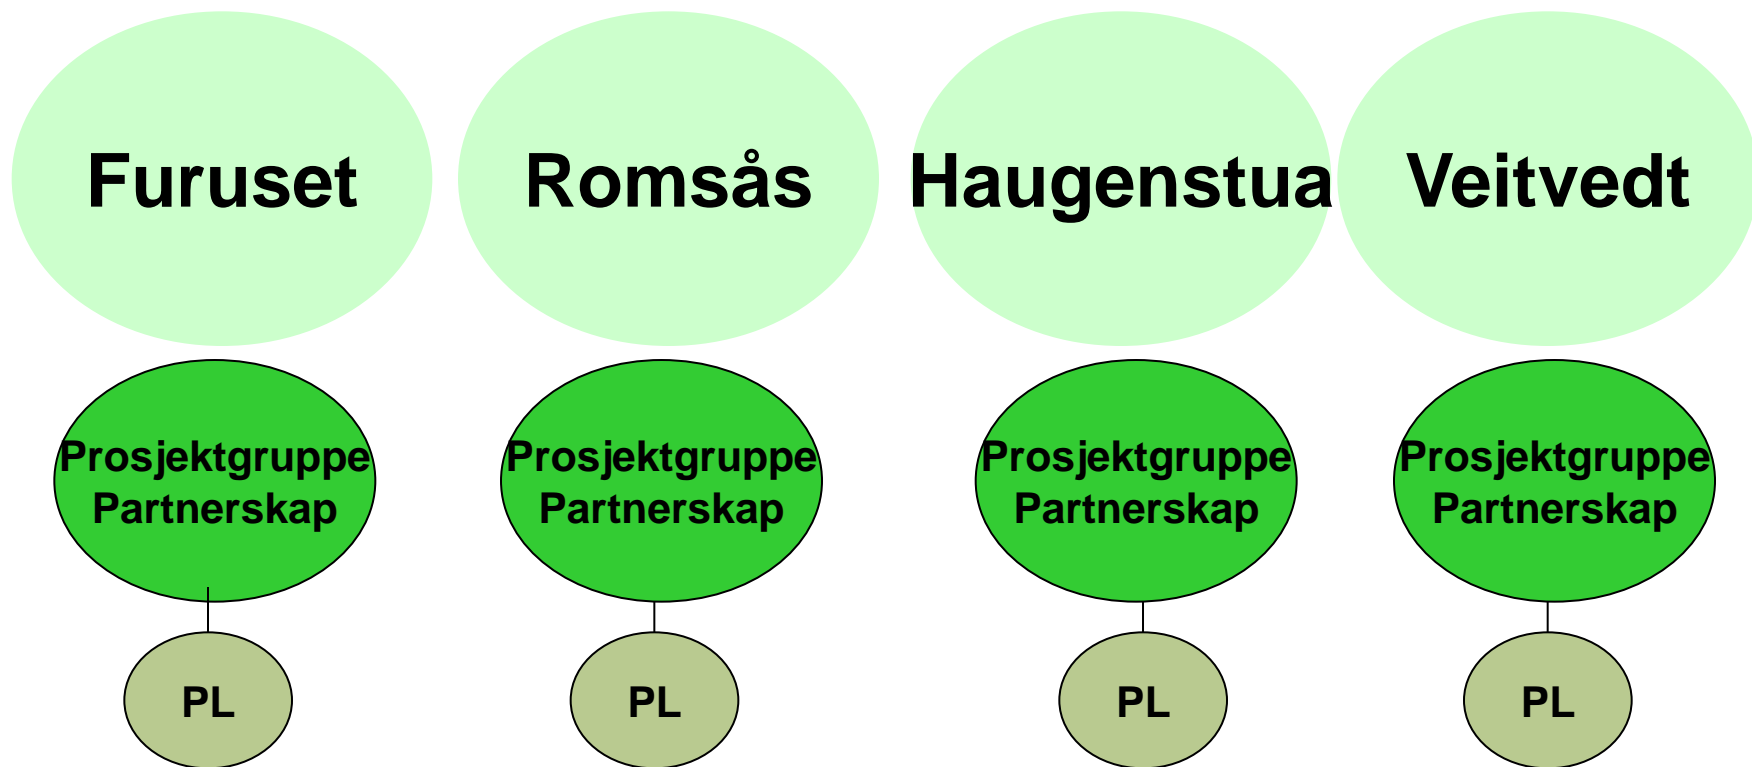 Furuset
Romsås
Haugenstua
Veitvedt
Prosjektgruppe
Partnerskap
Prosjektgruppe
Partnerskap
Prosjektgruppe
Partnerskap
Prosjektgruppe
Partnerskap
PL
PL
PL
PL